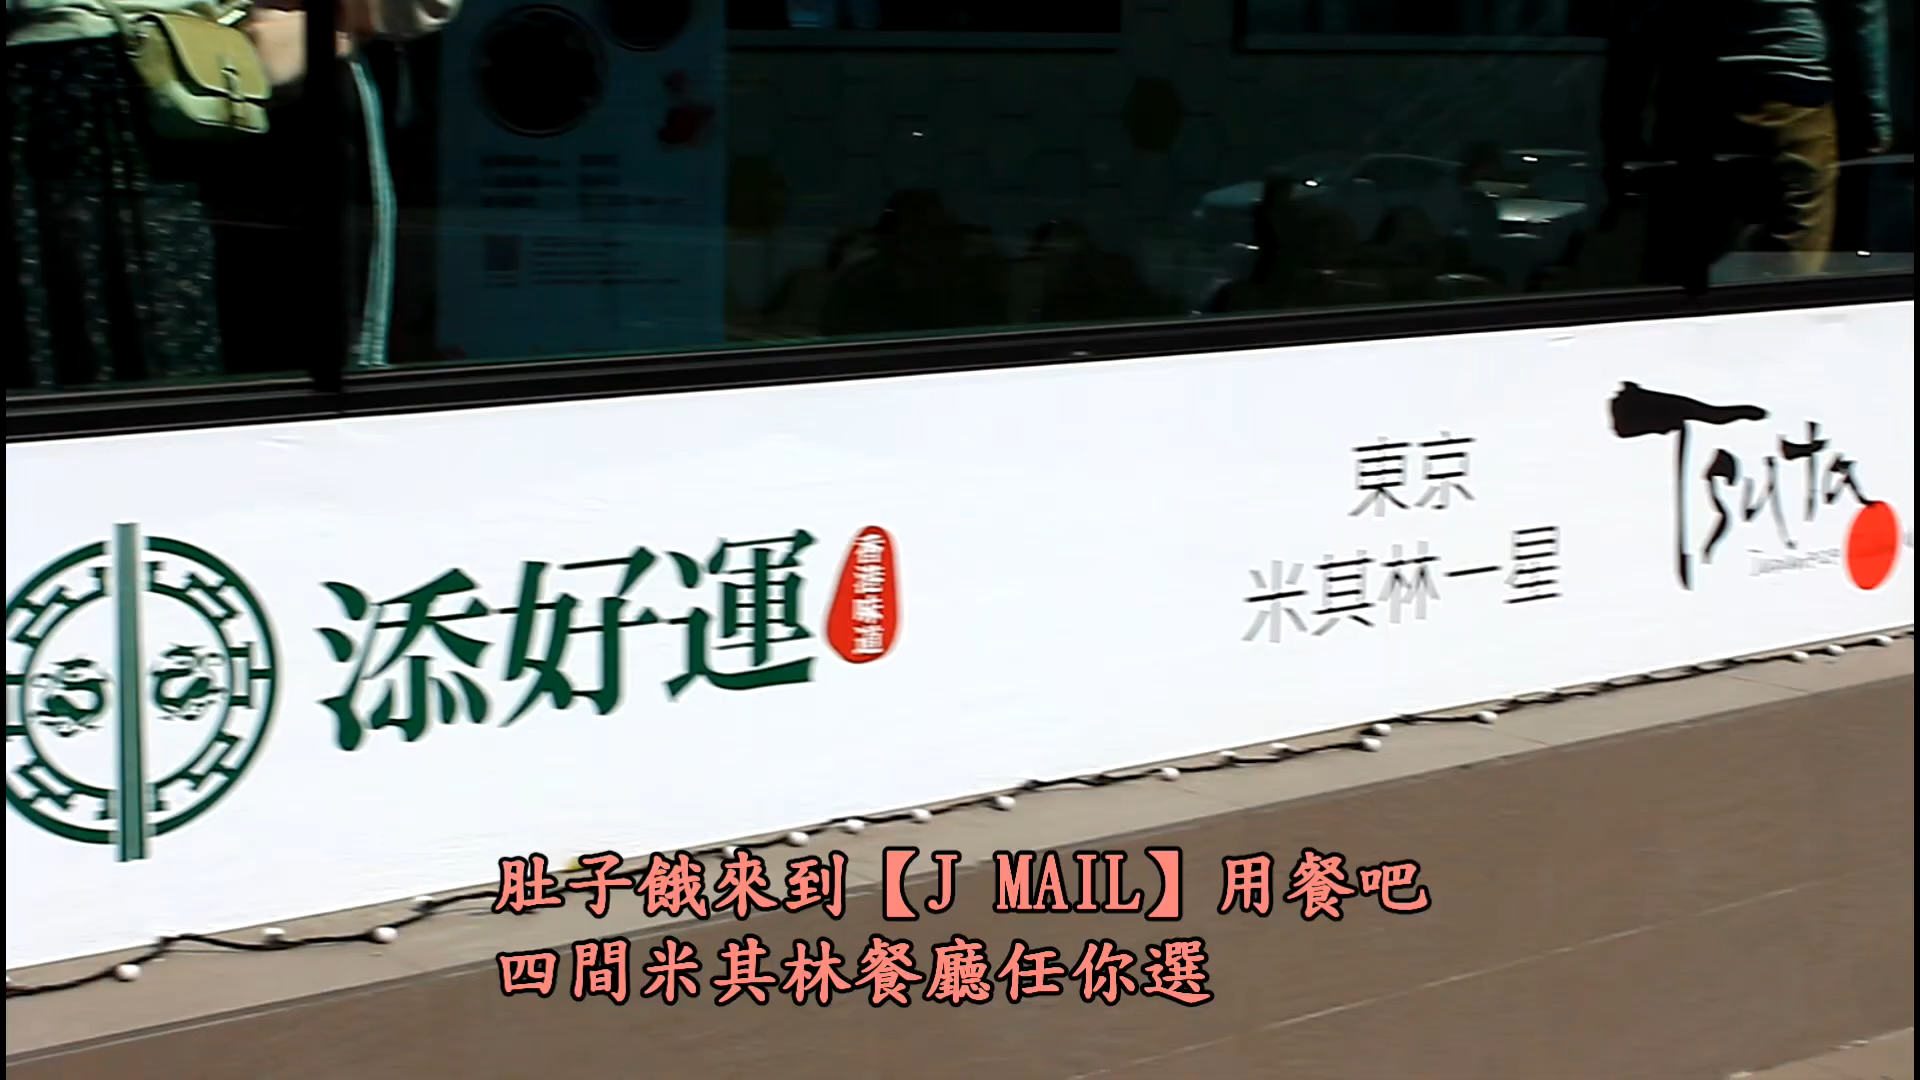 添好運
香港味道
東京
米其林一星
Tsuta
肚子餓來到【J MAIL】用餐吧
四間米其林餐廳任你選